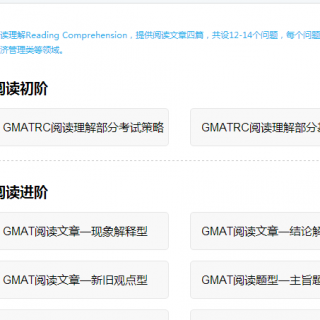 读理解Reading Comprehension，提供阅读文章四篇，共设12-14个问题，每个问题
济管理类等领域。
阅读初阶
GMATRC阅读理解部分考试策略 GMATRC阅读理解部分
阅读进阶
GMAT阅读文章—现象解释型 GMAT阅读文章—结论解
GMAT阅读文章—新旧观点型 GMAT阅读题型—主旨题